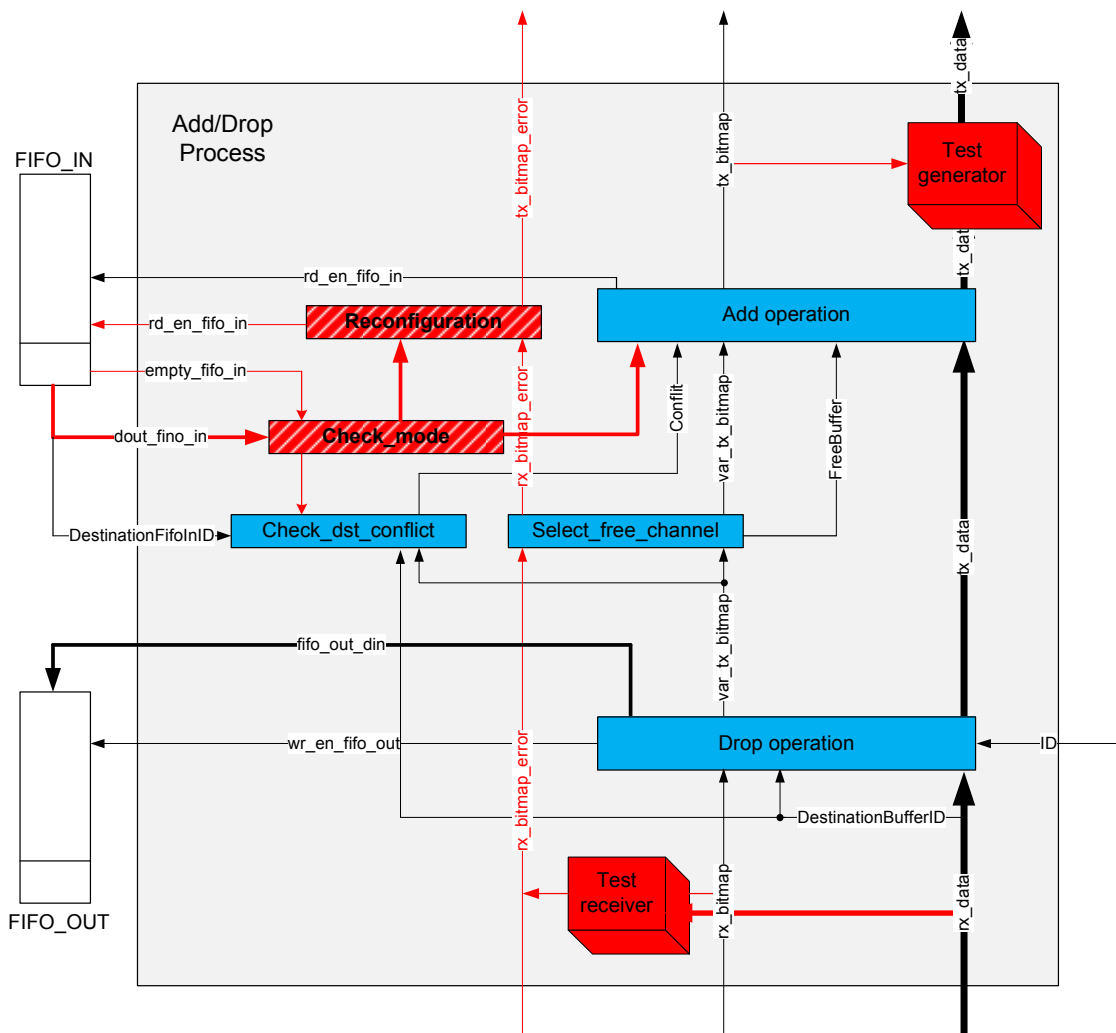 tx_data
Add/Drop
Process
tx_bitmap_error
tx_bitmap
Test
generator
FIFO_IN
tx_data
rd_en_fifo_in
Reconfiguration
Add operation
rd_en_fifo_in
empty_fifo_in
dout_fino_in
Check_mode
rx_bitmap_error
Conflit
var_tx_bitmap
FreeBuffer
DestinationFifoInID
Check_dst_conflict
Select_free_channel
tx_data
fifo_out_din
var_tx_bitmap
wr_en_fifo_out
Drop operation
ID
rx_bitmap_error
DestinationBufferID
Test
receiver
rx_bitmap
rx_data
FIFO_OUT